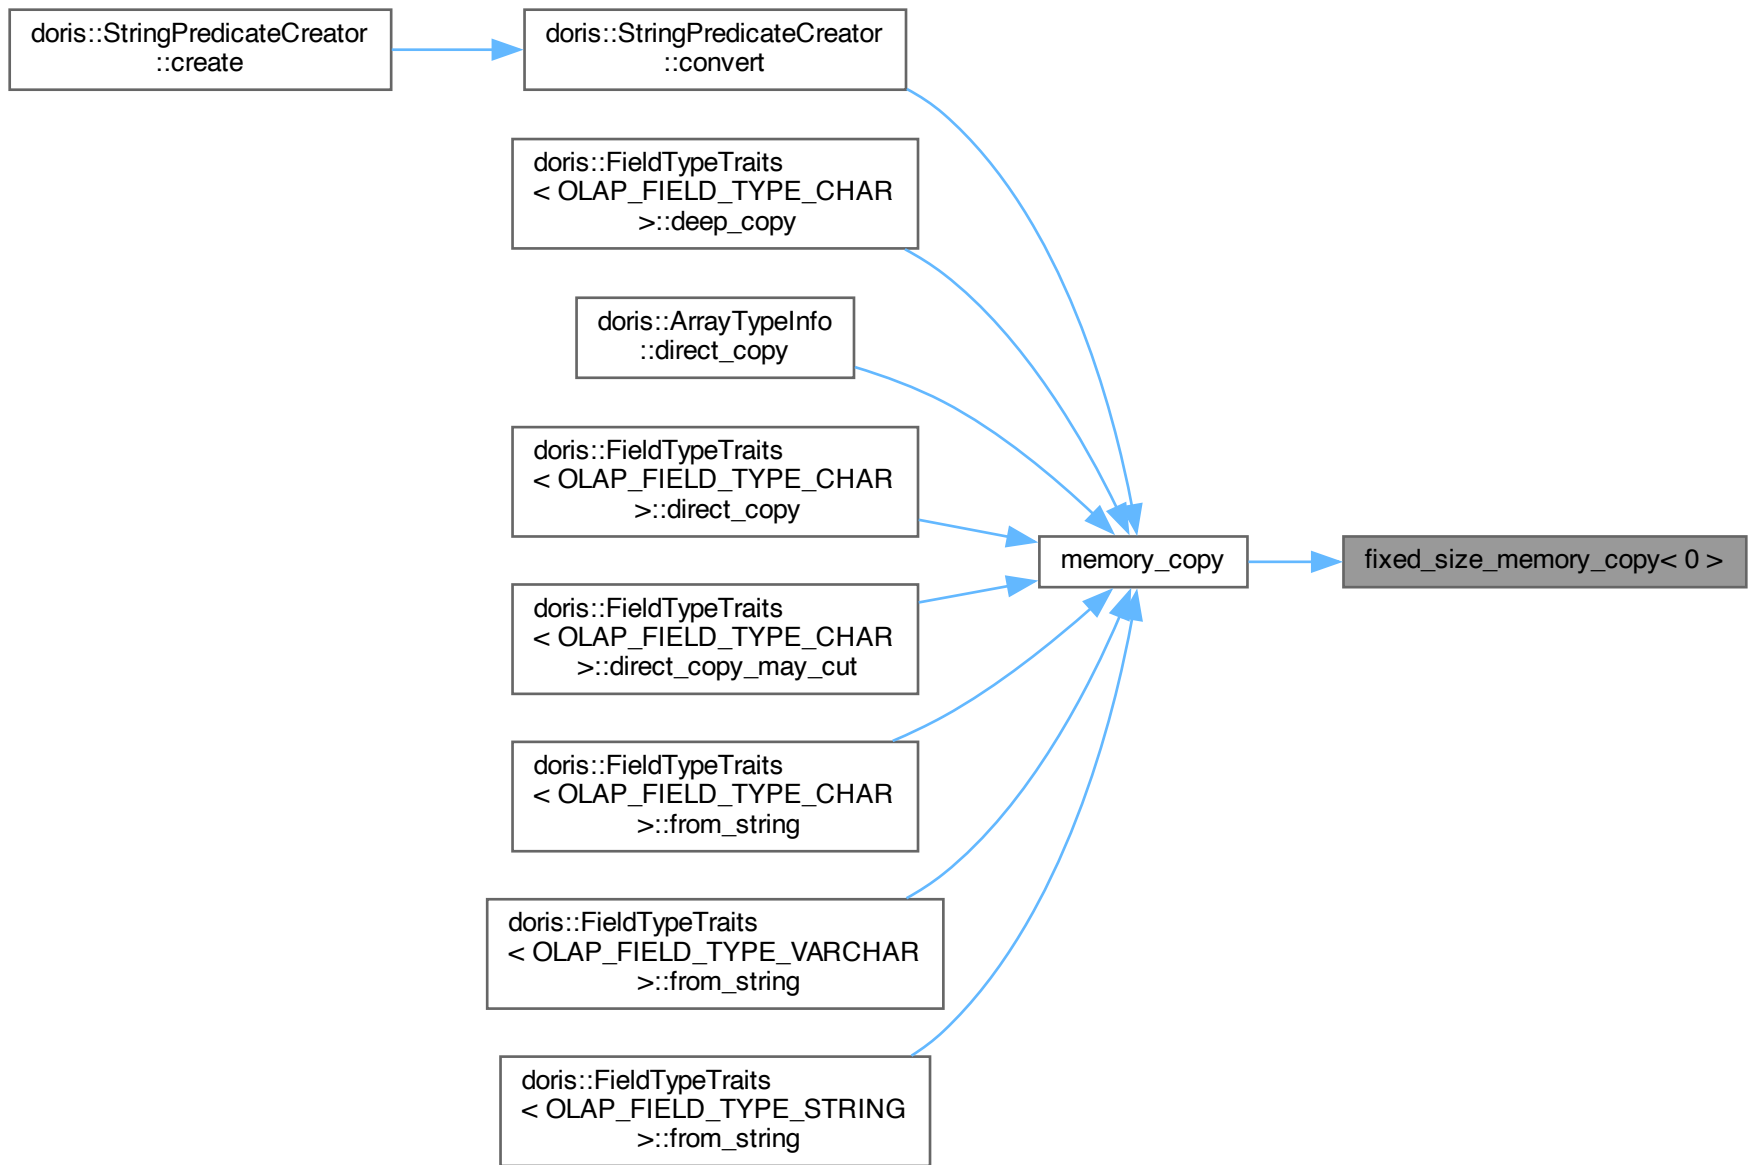 doris::StringPredicateCreator
::create
doris::StringPredicateCreator
::convert
doris::FieldTypeTraits
< OLAP_FIELD_TYPE_CHAR
>::deep_copy
doris::ArrayTypeInfo
::direct_copy
doris::FieldTypeTraits
< OLAP_FIELD_TYPE_CHAR
>::direct_copy
memory_copy
fixed_size_memory_copy< 0 >
doris::FieldTypeTraits
< OLAP_FIELD_TYPE_CHAR
>::direct_copy_may_cut
doris::FieldTypeTraits
< OLAP_FIELD_TYPE_CHAR
>::from_string
doris::FieldTypeTraits
< OLAP_FIELD_TYPE_VARCHAR
>::from_string
doris::FieldTypeTraits
< OLAP_FIELD_TYPE_STRING
>::from_string